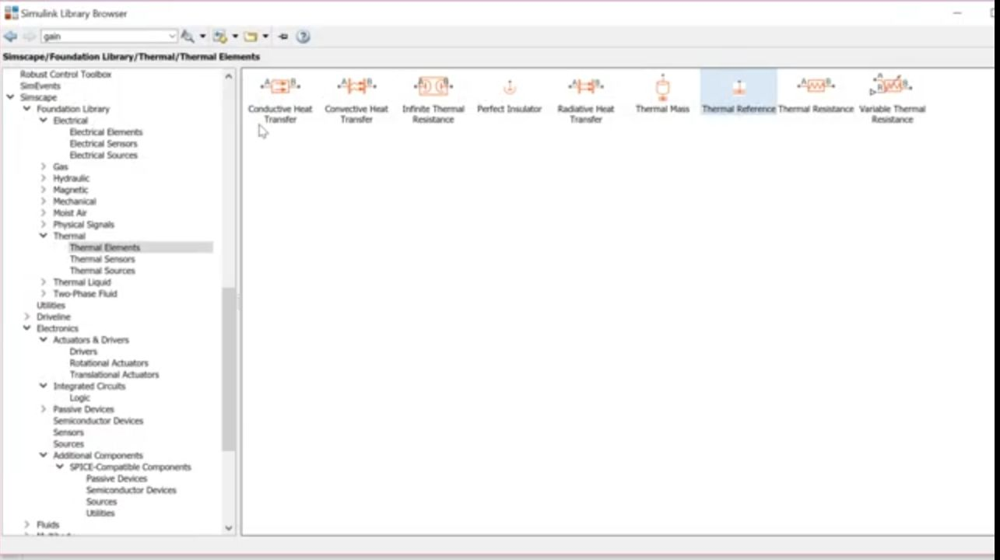 Simulink Library Browser
gain
Simscape/Foundation Library/Thermal/Thermal Elements
Robust Control Toolbox
SimEvents
Simscape
Foundation Library
Electrical
Electrical Elements
Electrical Sensors
Electrical Sources
Gas
Hydraulic
Magnetic
Mechanical
Moist Air
Physical Signals
Thermal
Thermal Elements
Thermal Sensors
Thermal Sources
Thermal Liquid
Two-Phase Fluid
Utilities
Driveline
Electronics
Actuators & Drivers
Drivers
Rotational Actuators
Translational Actuators
Integrated Circuits
Logic
Passive Devices
Semiconductor Devices
Sensors
Sources
Additional Components
SPICE-Compatible Components
Passive Devices
Semiconductor Devices
Sources
Utilities
Fluids
A B
Conductive Heat
Transfer
A B
Convective Heat
Transfer
A B
Infinite Thermal
Resistance
Perfect Insulator
A B
Radiative Heat
Transfer
Thermal Mass
Thermal Reference
A B
Thermal Resistance
A
R B
Variable Thermal
Resistance